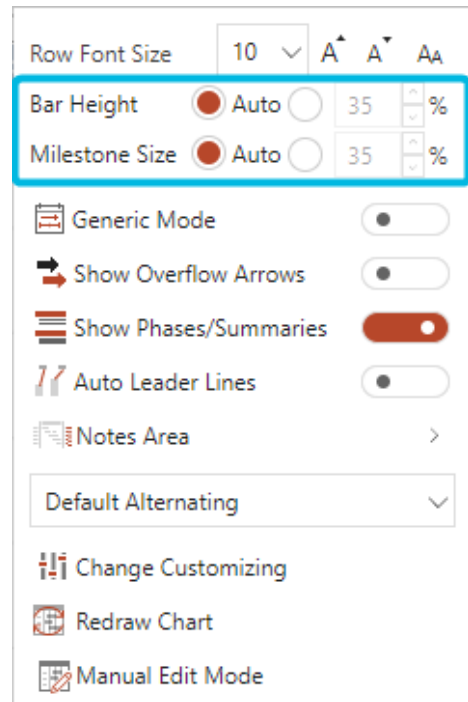 Row Font Size 10 A A AA
Bar Height Auto 35 %
Milestone Size Auto 35 %
Generic Mode
Show Overflow Arrows
Show Phases/Summaries
Auto Leader Lines
Notes Area
Default Alternating
Change Customizing
Redraw Chart
Manual Edit Mode